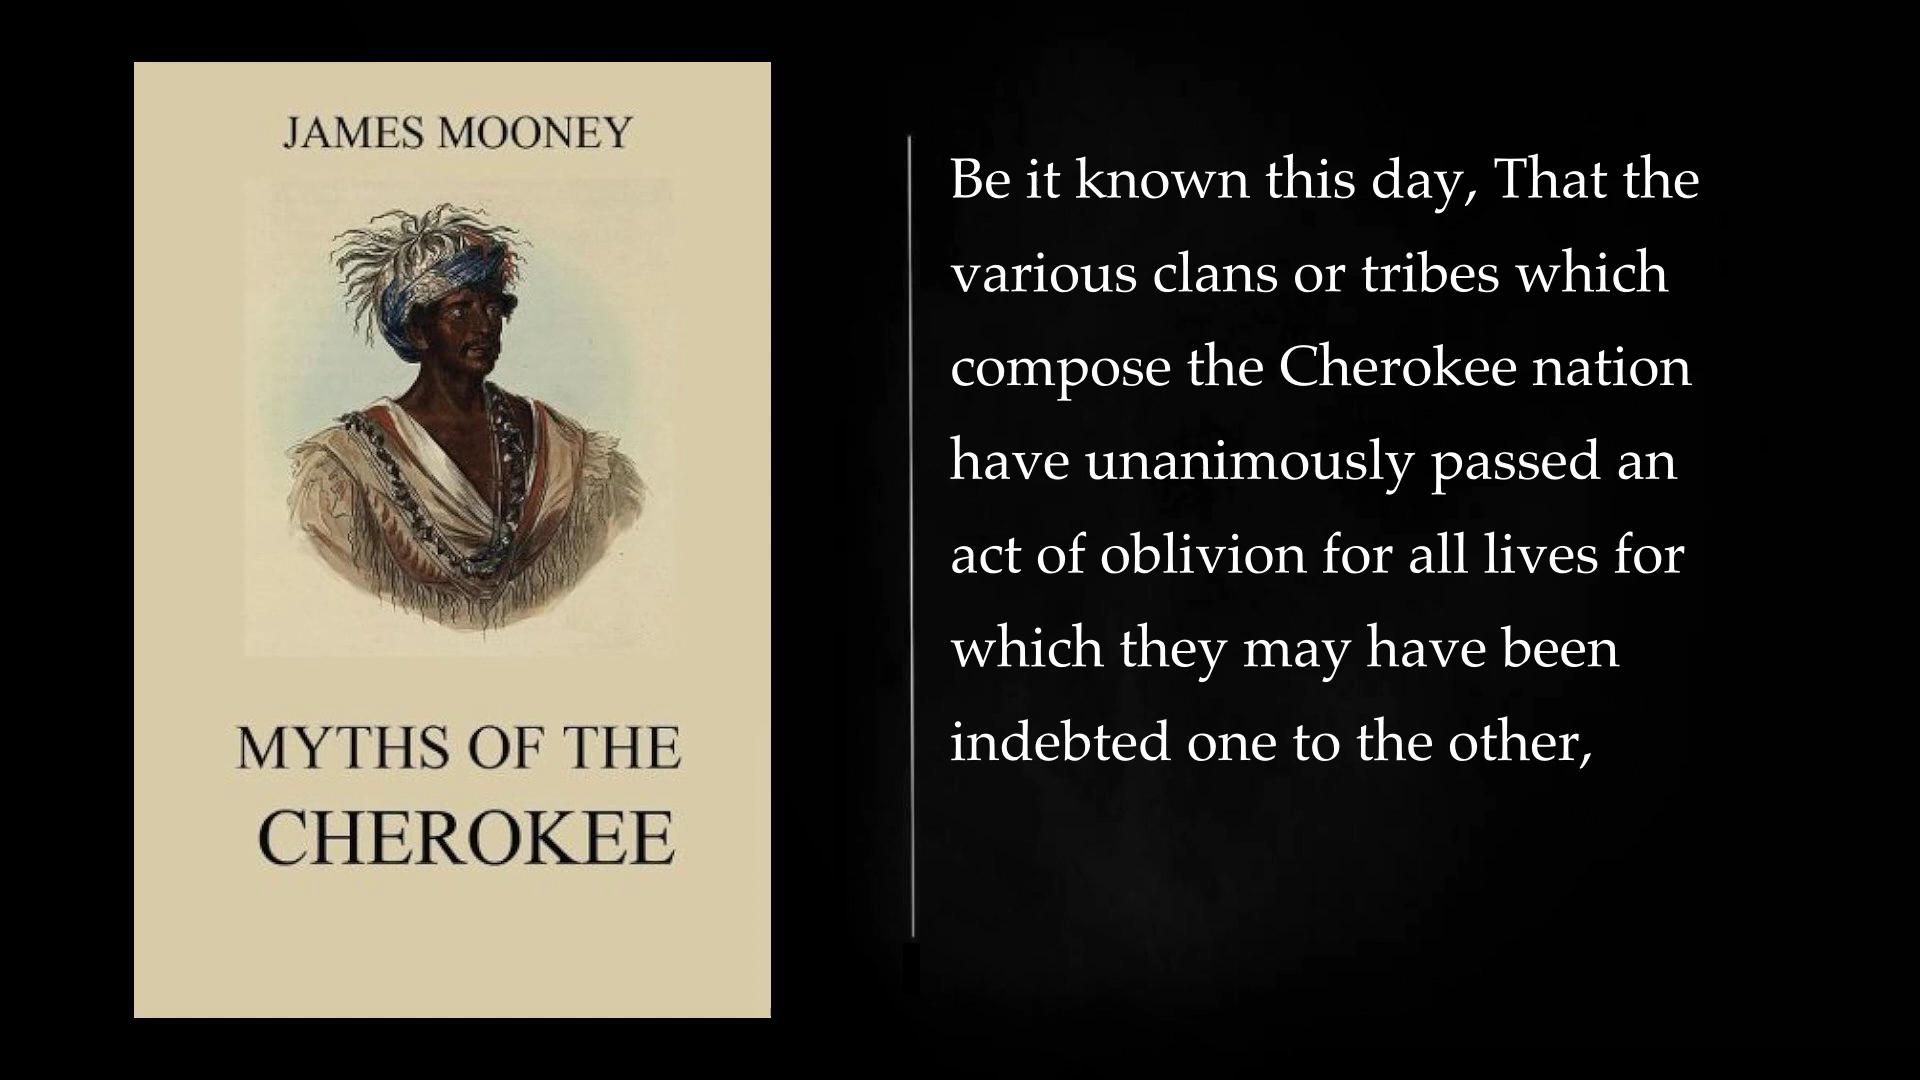 JAMES MOONEY
MYTHS OF THE
CHEROKEE
Be it known this day, That the
various clans or tribes which
compose the Cherokee nation
have unanimously passed an
act of oblivion for all lives for
which they may have been
indebted one to the other,